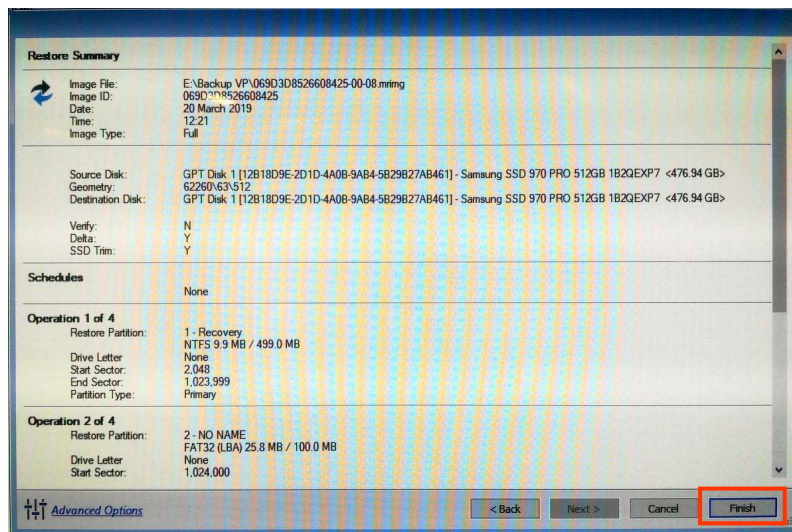 Restore Summary
Image File: E:\Backup VP\069D3D8526608425-00-08.mrimg
Image ID: 069D3D8526608425
Date: 20 March 2019
Time: 12:21
Image Type: Full
Source Disk: GPT Disk 1 [12B18D9E-2D1D-4A0B-9AB4-5B29B27AB461] - Samsung SSD 970 PRO 512GB 1B2QEXP7 <476.94 GB>
Geometry: 62260\63\512
Destination Disk: GPT Disk 1 [12B18D9E-2D1D-4A0B-9AB4-5B29B27AB461] - Samsung SSD 970 PRO 512GB 1B2QEXP7 <476.94 GB>
Verify: N
Delta: Y
SSD Trim: Y
Schedules
None
Operation 1 of 4
Restore Partition: 1 - Recovery
NTFS 9.9 MB / 499.0 MB
Drive Letter None
Start Sector: 2,048
End Sector: 1,023,999
Partition Type: Primary
Operation 2 of 4
Restore Partition: 2 - NO NAME
FAT32 (LBA) 25.8 MB / 100.0 MB
Drive Letter None
Start Sector: 1,024,000
Advanced Options < Back Next > Cancel Finish